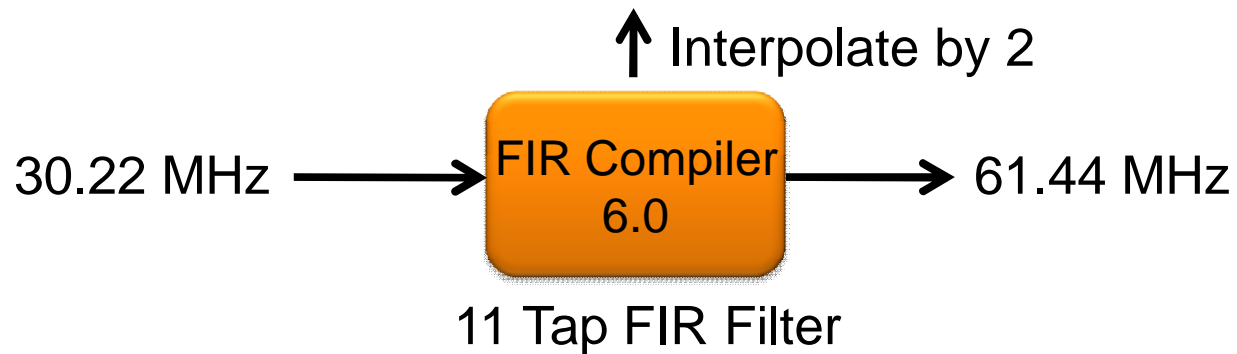 Interpolate by 2
30.22 MHz
FIR Compiler
6.0
61.44 MHz
11 Tap FIR Filter